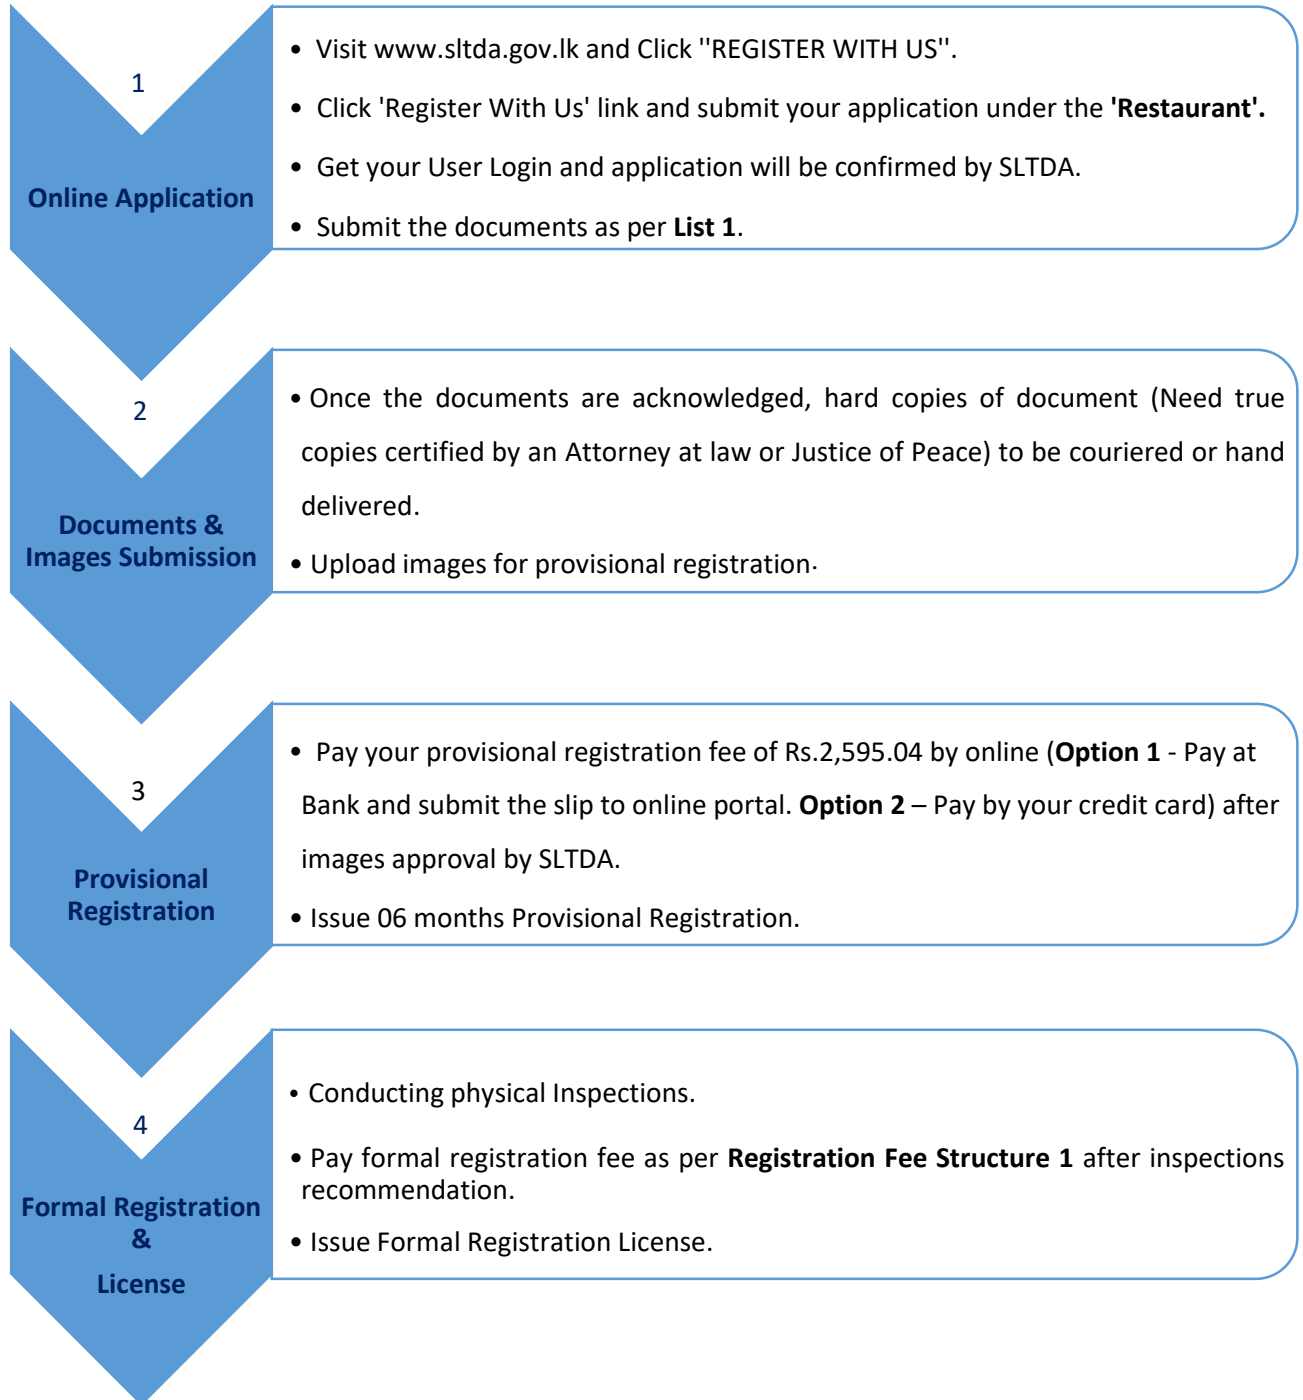 1
Online Application
• Visit www.sltda.gov.lk and Click ''REGISTER WITH US''.
• Click 'Register With Us' link and submit your application under the 'Restaurant'.
• Get your User Login and application will be confirmed by SLTDA.
• Submit the documents as per List 1.
2
Documents &
Images Submission
• Once the documents are acknowledged, hard copies of document (Need true
copies certified by an Attorney at law or Justice of Peace) to be couriered or hand
delivered.
• Upload images for provisional registration.
3
Provisional
Registration
• Pay your provisional registration fee of Rs.2,595.04 by online (Option 1 - Pay at
Bank and submit the slip to online portal. Option 2 – Pay by your credit card) after
images approval by SLTDA.
• Issue 06 months Provisional Registration.
4
Formal Registration
&
License
• Conducting physical Inspections.
• Pay formal registration fee as per Registration Fee Structure 1 after inspections
recommendation.
• Issue Formal Registration License.